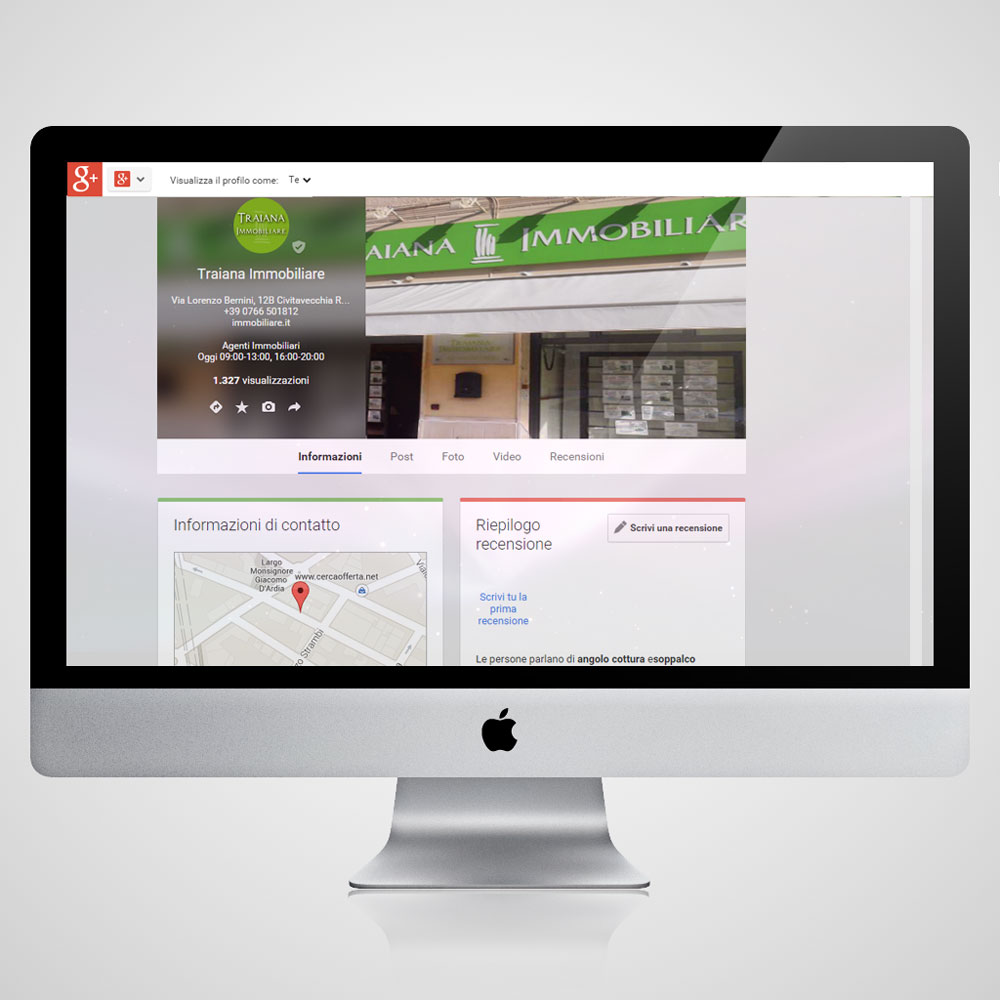 g+
g+
Visualizza il profilo come: Te
TRAIANA
IMMOBILIARE
Traiana Immobiliare
Via Lorenzo Bernini, 12B Civitavecchia R...
+39 0766 501812
immobiliare.it
Agenti Immobiliari
Oggi 09:00-13:00, 16:00-20:00
1.327 visualizzazioni
AIANA IMMOBILIAR
TRAIANA
IMMOBILIARE
Informazioni Post Foto Video Recensioni
Informazioni di contatto
Largo
Monsignore
Giacomo
D'Ardia
www.cercaofferta.net
Strambi
Riepilogo
recensione
Scrivi una recensione
Scrivi tu la
prima
recensione
Le persone parlano di angolo cottura esoppalco